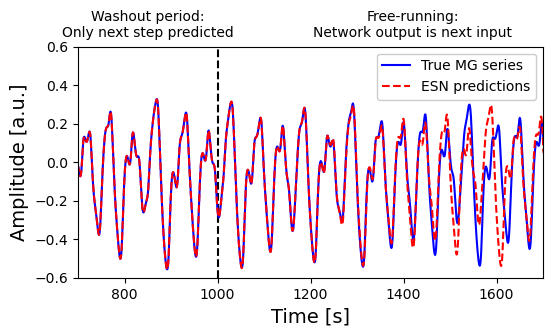 Washout period:
Only next step predicted
Free-running:
Network output is next input
True MG series
ESN predictions
Amplitude [a.u.]
0.6
0.4
0.2
0.0
−0.2
−0.4
−0.6
800
1000
1200
1400
1600
Time [s]